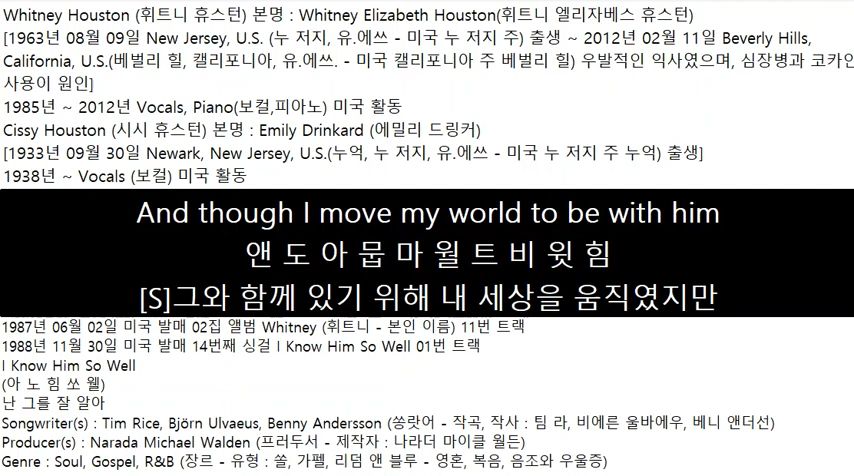 Whitney Houston (휘트니 휴스턴) 본명 : Whitney Elizabeth Houston(휘트니 엘리자베스 휴스턴)
[1963년 08월 09일 New Jersey, U.S. (누 저지, 유.에쓰 - 미국 누 저지 주) 출생 ~ 2012년 02월 11일 Beverly Hills,
California, U.S.(베벌리 힐, 캘리포니아, 유.에쓰. - 미국 캘리포니아 주 베벌리 힐) 우발적인 익사였으며, 심장병과 코카인
사용이 원인]
1985년 ~ 2012년 Vocals, Piano(보컬,피아노) 미국 활동
Cissy Houston (시시 휴스턴) 본명 : Emily Drinkard (에밀리 드링커)
[1933년 09월 30일 Newark, New Jersey, U.S.(누억, 누 저지, 유.에쓰 - 미국 누 저지 주 누억) 출생]
1938년 ~ Vocals (보컬) 미국 활동
And though I move my world to be with him
앤 도 아 뭅 마 월 트 비 윗 힘
[S]그와 함께 있기 위해 내 세상을 움직였지만
1987년 06월 02일 미국 발매 02집 앨범 Whitney (휘트니 - 본인 이름) 11번 트랙
1988년 11월 30일 미국 발매 14번째 싱글 I Know Him So Well 01번 트랙
I Know Him So Well
(아 노 힘 쏘 웰)
난 그를 잘 알아
Songwriter(s) : Tim Rice, Björn Ulvaeus, Benny Andersson (쏭랏어 - 작곡, 작사 : 팀 라, 비에른 울바에우, 베니 앤더선)
Producer(s) : Narada Michael Walden (프러두서 - 제작자 : 나라더 마이클 월든)
Genre : Soul, Gospel, R&B (장르 - 유형 : 쏠, 가펠, 리덤 앤 블루 - 영혼, 복음, 음조와 우울증)